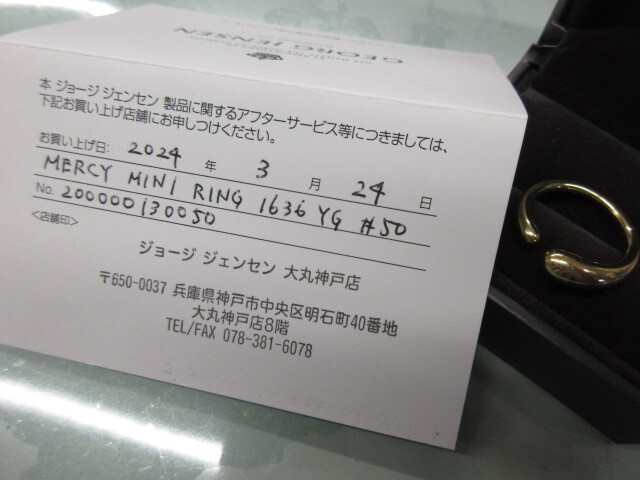 GEORG JENSEN
本 ジョージ ジェンセン 製品に関するアフターサービス等につきましては、
下記お買い上げ店舗にお申しつけください。
お買い上げ日: 2024 年 3 月 24 日
MERCY MINI RING 1636 YG #50
No. 200000130050
<店舗印>
ジョージ ジェンセン 大丸神戸店
〒650-0037 兵庫県神戸市中央区明石町40番地
大丸神戸店8階
TEL/FAX 078-381-6078